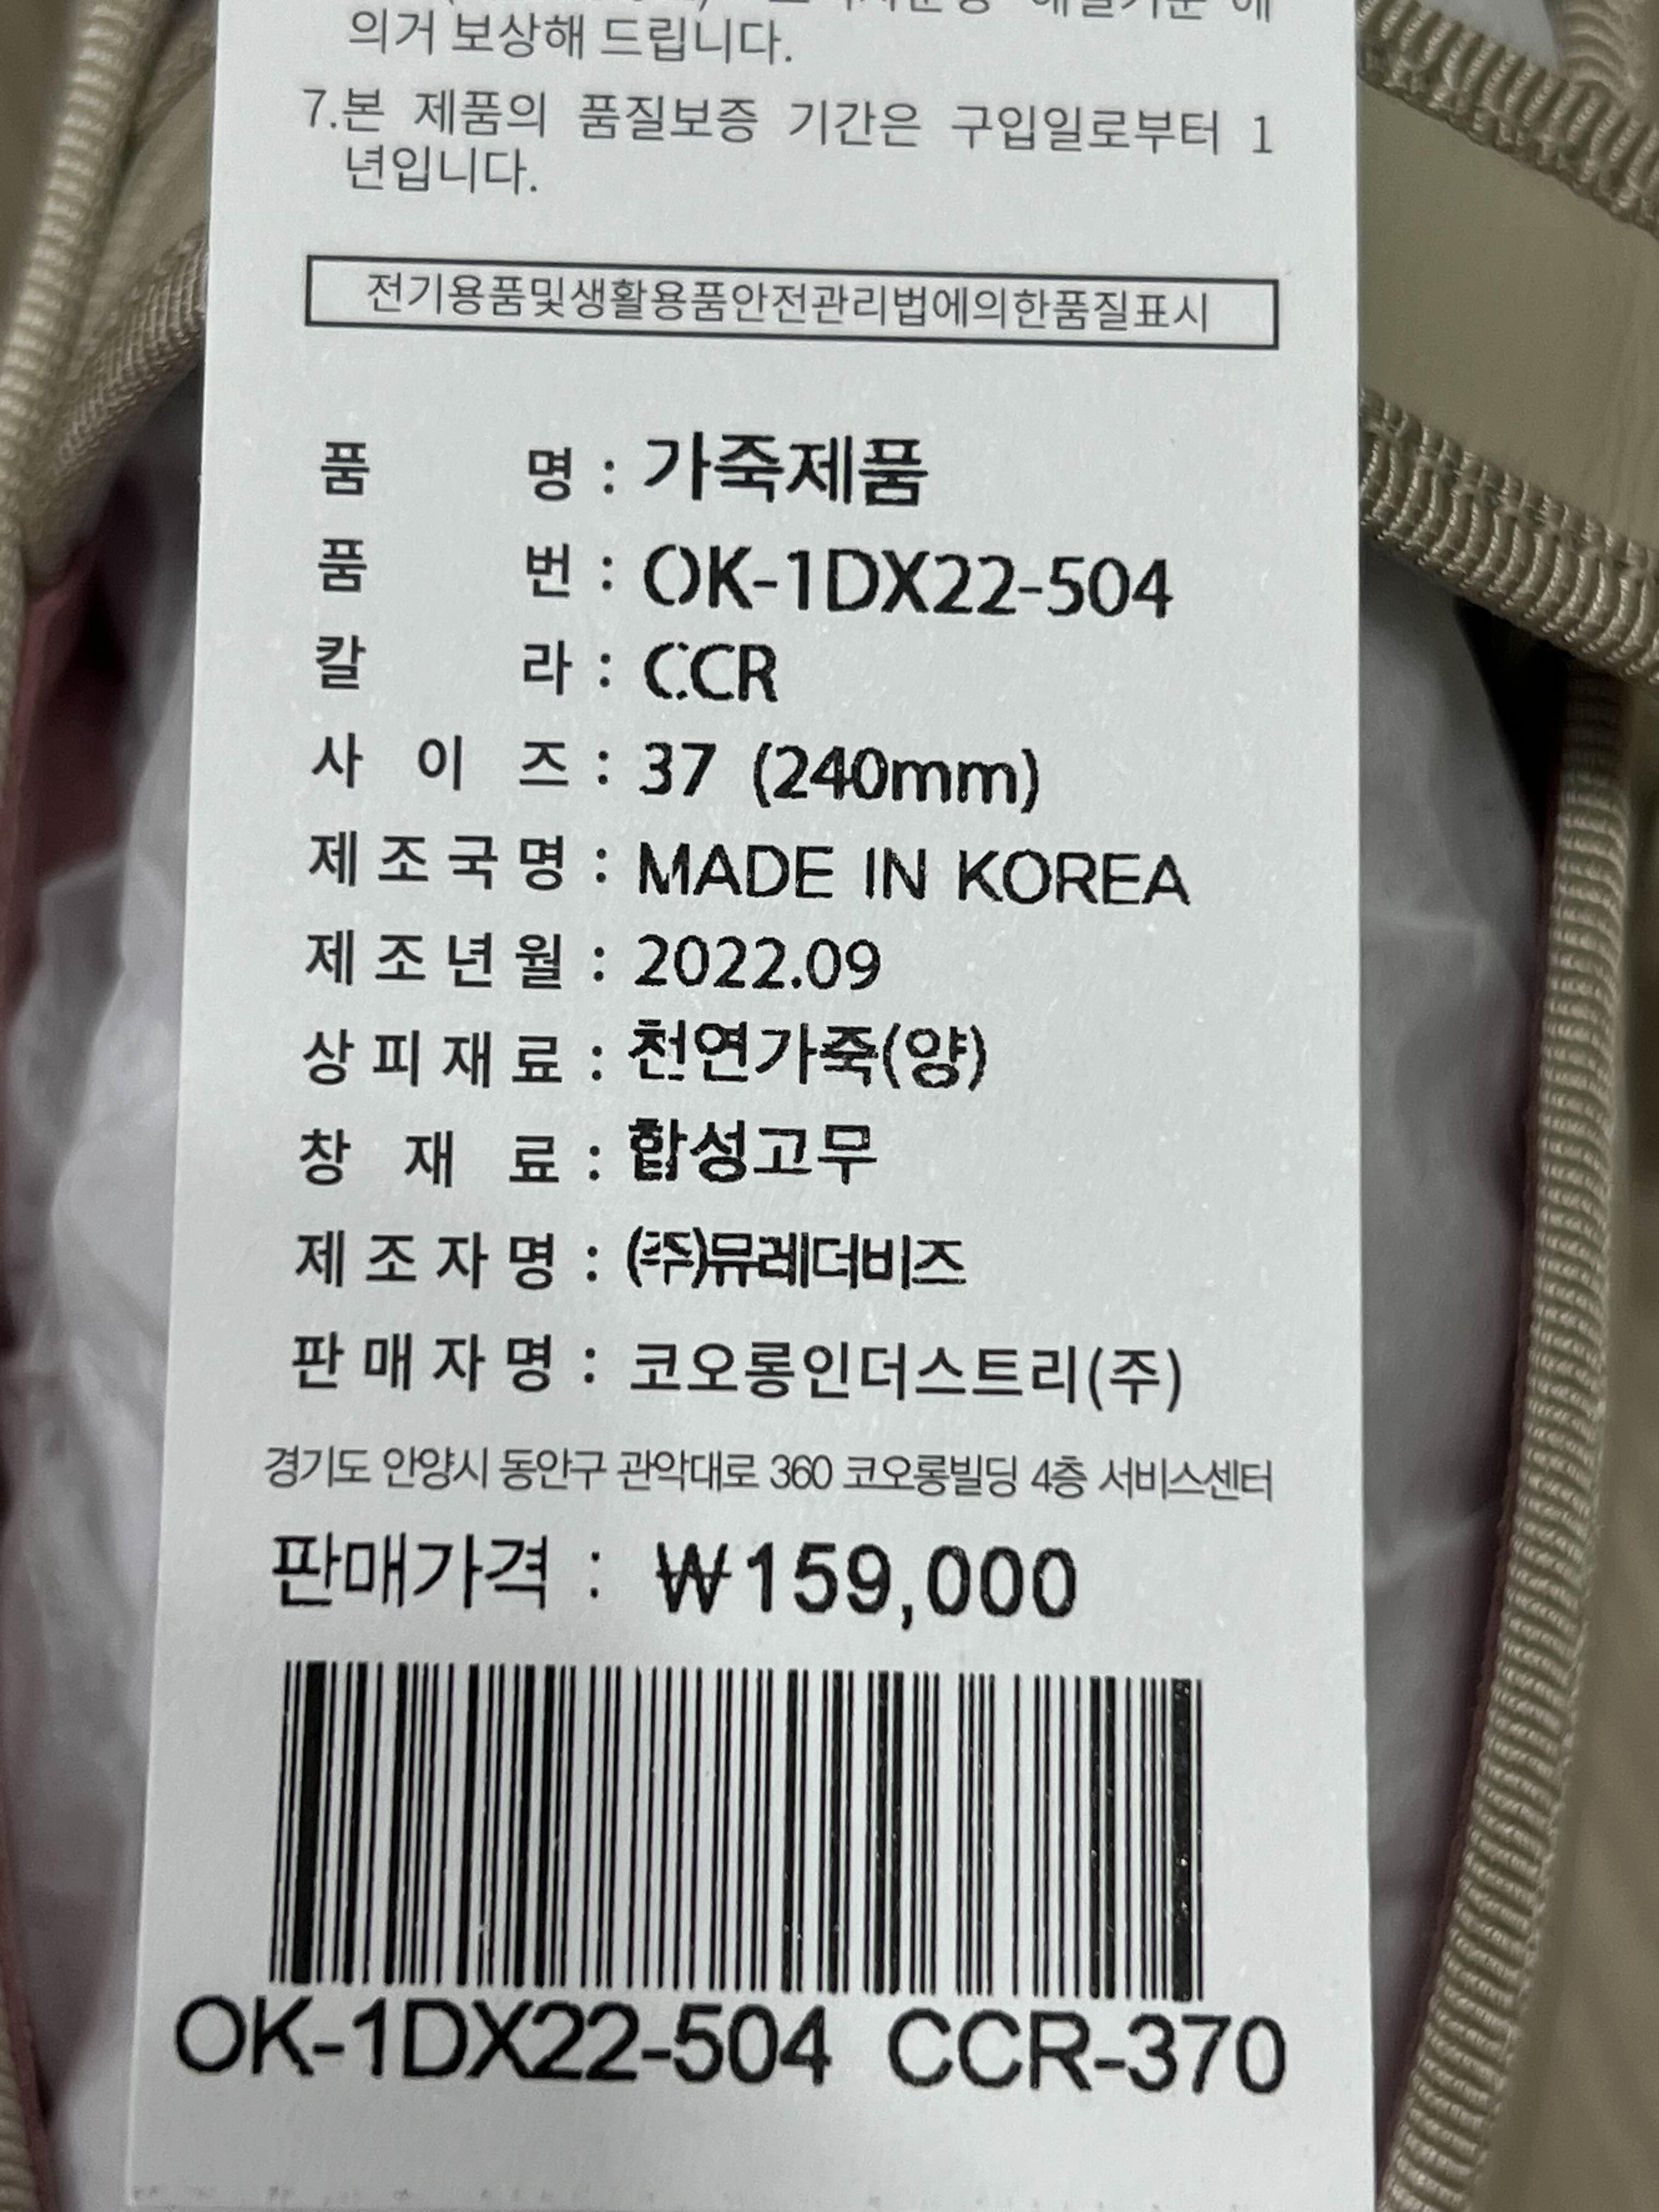 의거 보상해 드립니다.
7.본 제품의 품질보증 기간은 구입일로부터 1
년입니다.
전기용품및생활용품안전관리법에의한품질표시
품 명 : 가죽제품
품 번 : OK-1DX22-504
칼 라 : CCR
사 이 즈 : 37 (240mm)
제 조 국 명 : MADE IN KOREA
제 조 년 월 : 2022.09
상 피 재 료 : 천연가죽(양)
창 재 료 : 합성고무
제 조 자 명 : (주)뮤레더비즈
판 매 자 명 : 코오롱인더스트리(주)
경기도 안양시 동안구 관악대로 360 코오롱빌딩 4층 서비스센터
판매가격 : ₩159,000
OK-1DX22-504 CCR-370